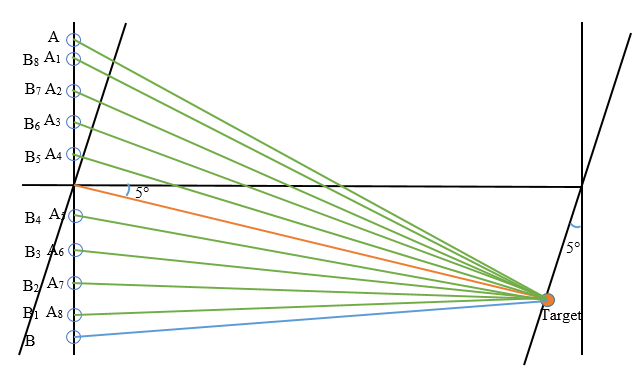 A
B₈ A₁
B₇ A₂
B₆ A₃
B₅ A₄
5°
B₄ A₅
B₃ A₆
5°
B₂ A₇
B₁ A₈
Target
B